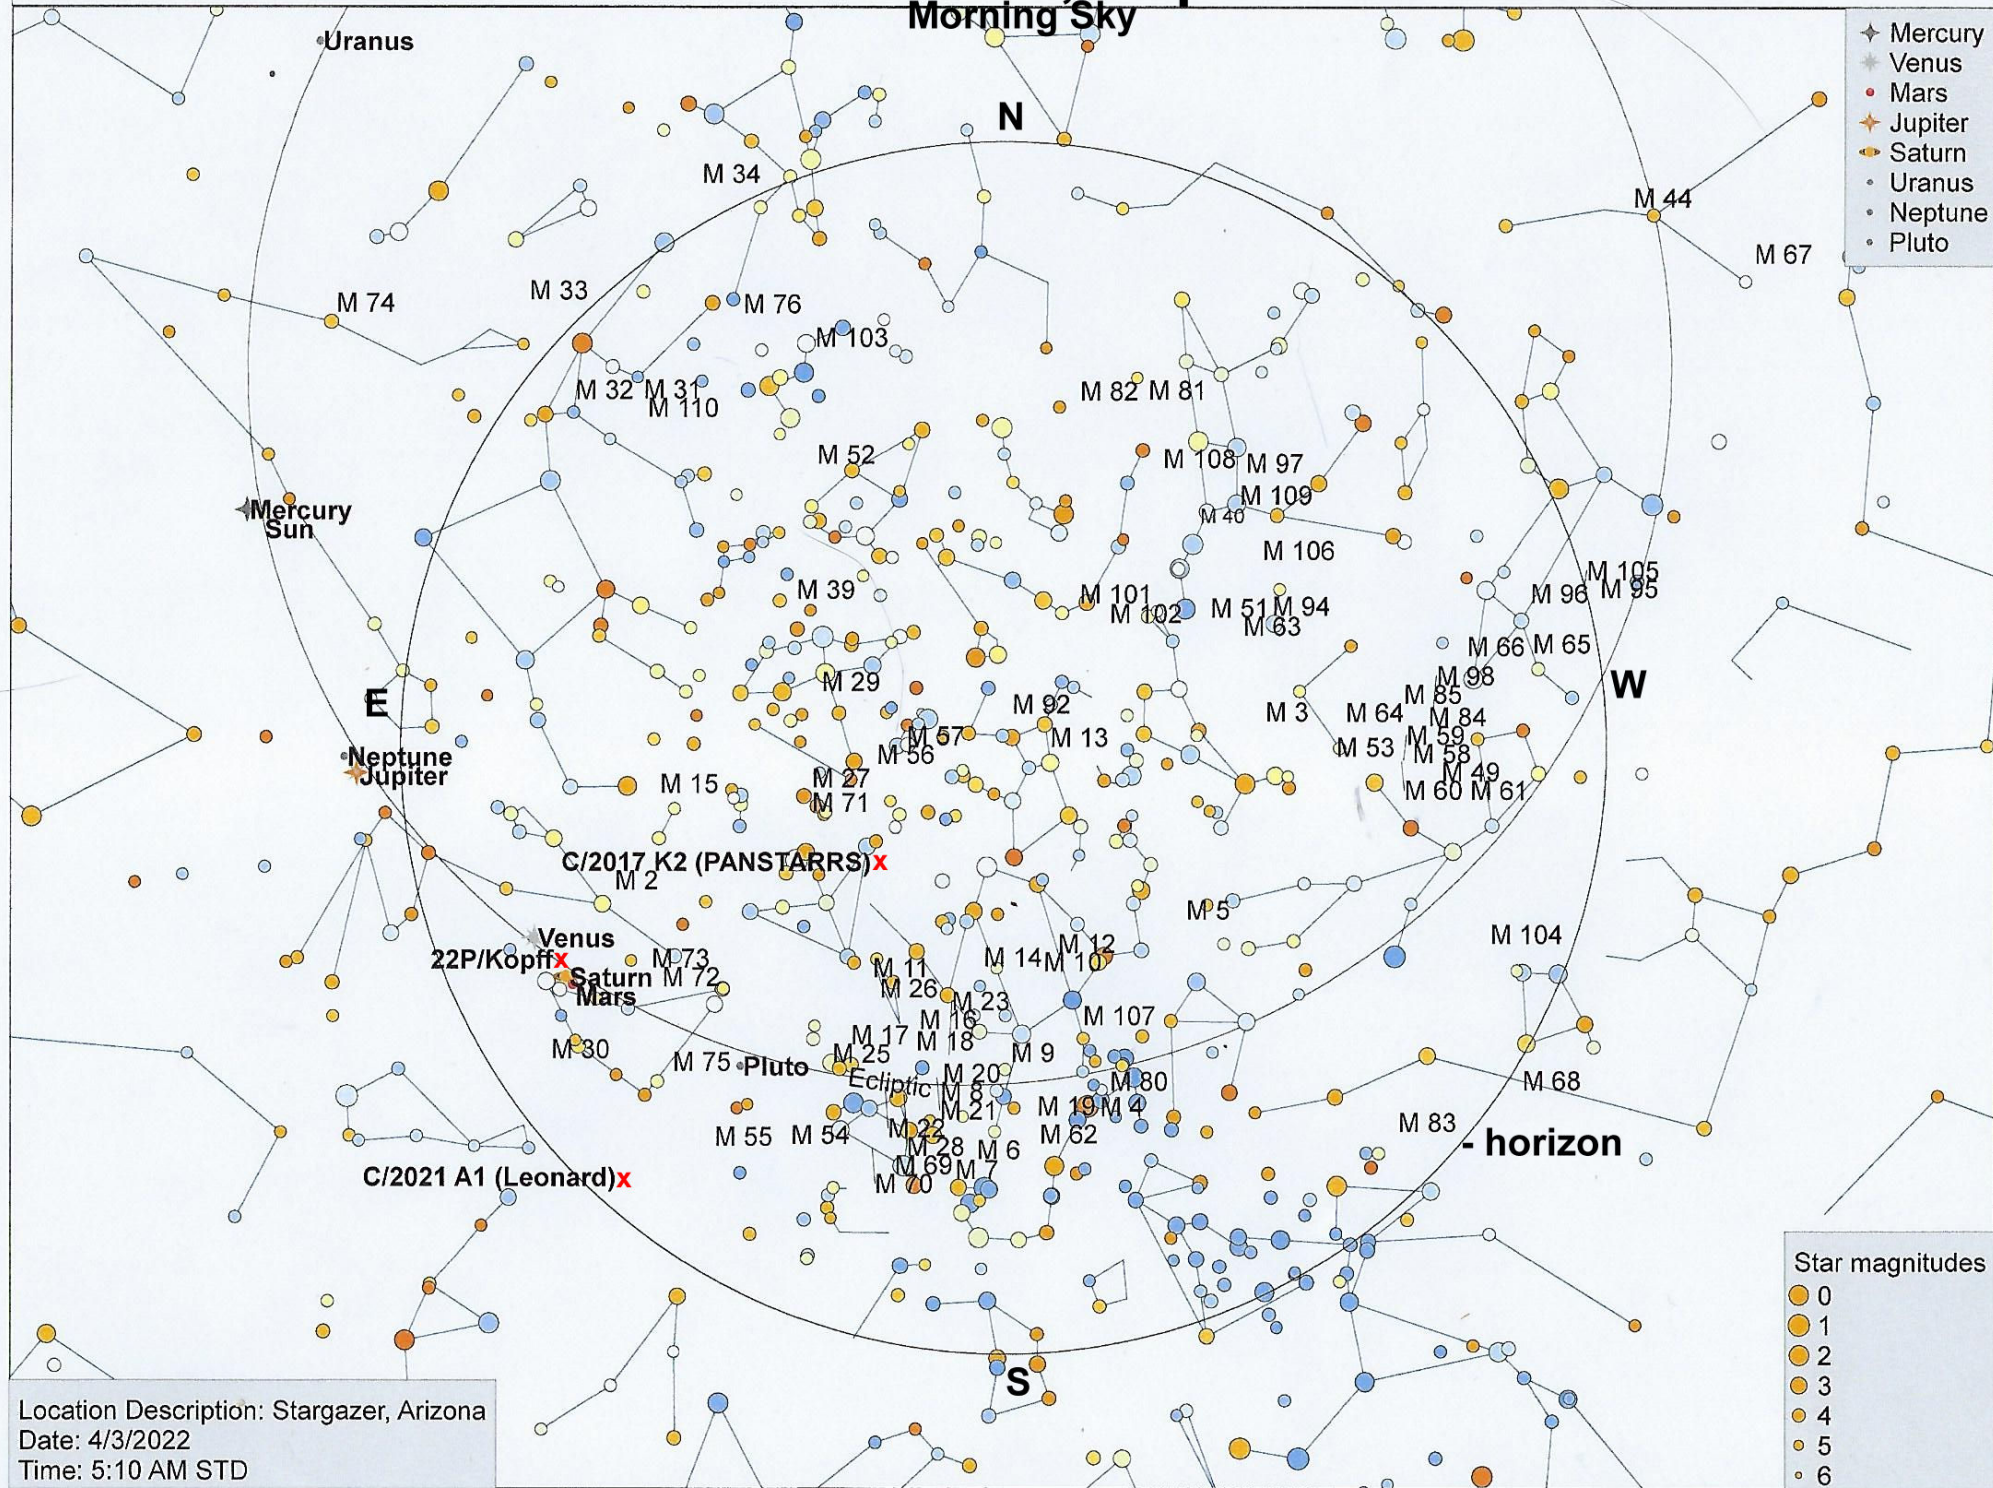 Morning Sky
Uranus
Mercury
Venus
Mars
Jupiter
Saturn
Uranus
Neptune
Pluto
N
M 34
M 44
M 67
M 33
M 74
M 76
M 103
M 32 M 31
M 110
M 82 M 81
M 52
M 108 M 97
M 109
M 40
Mercury
Sun
M 106
M 105
M 96 M 95
M 39
M 101
M 102 M 51 M 94
M 63
M 66 M 65
M 98
M 85
E
W
M 29
M 92
M 3 M 64 M 84
M 57 M 13 M 53 M 59
M 56 M 58
Neptune
Jupiter
M 49
M 15 M 27
M 71
M 60 M 61
C/2017 K2 (PANSTARRS)x
M 2
M 5
Venus
22P/Kopffx
M 104
M 73
M 72
Saturn
Mars
M 14 M 12
M 10
M 11
M 26
M 23
M 16
M 107
M 17 M 18
M 30
M 75 Pluto
M 25
M 9
Ecliptic
M 20
M 8
M 21
M 80
M 19 M 4
M 68
M 83
M 55 M 54
M 22
M 28
M 62
M 6
M 69 M 7
M 70
- horizon
C/2021 A1 (Leonard)x
S
Star magnitudes
0
1
2
3
4
5
6
Location Description: Stargazer, Arizona
Date: 4/3/2022
Time: 5:10 AM STD